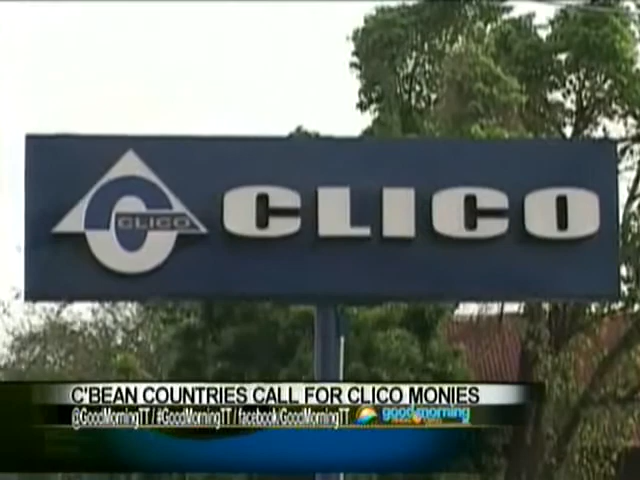 CLICO
CLICO
C'BEAN COUNTRIES CALL FOR CLICO MONIES
@GoodMorningTT / #GoodMorningTT / facebook/GoodMorningTT good morning